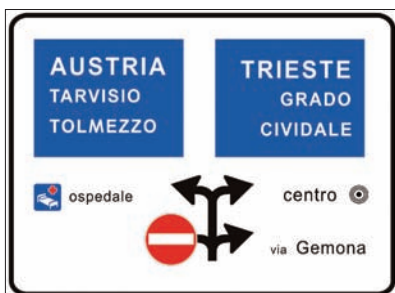 AUSTRIA
TARVISIO
TOLMEZZO
TRIESTE
GRADO
CIVIDALE
ospedale
centro
via Gemona